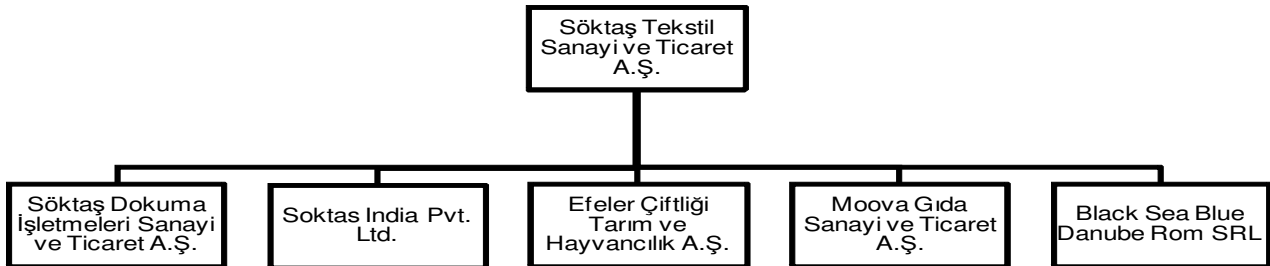 Söktaş Tekstil
Sanayi ve Ticaret
A.Ş.
Söktaş Dokuma
İşletmeleri Sanayi
ve Ticaret A.Ş.
Soktas India Pvt.
Ltd.
Efeler Çiftliği
Tarım ve
Hayvancılık A.Ş.
Moova Gıda
Sanayi ve Ticaret
A.Ş.
Black Sea Blue
Danube Rom SRL